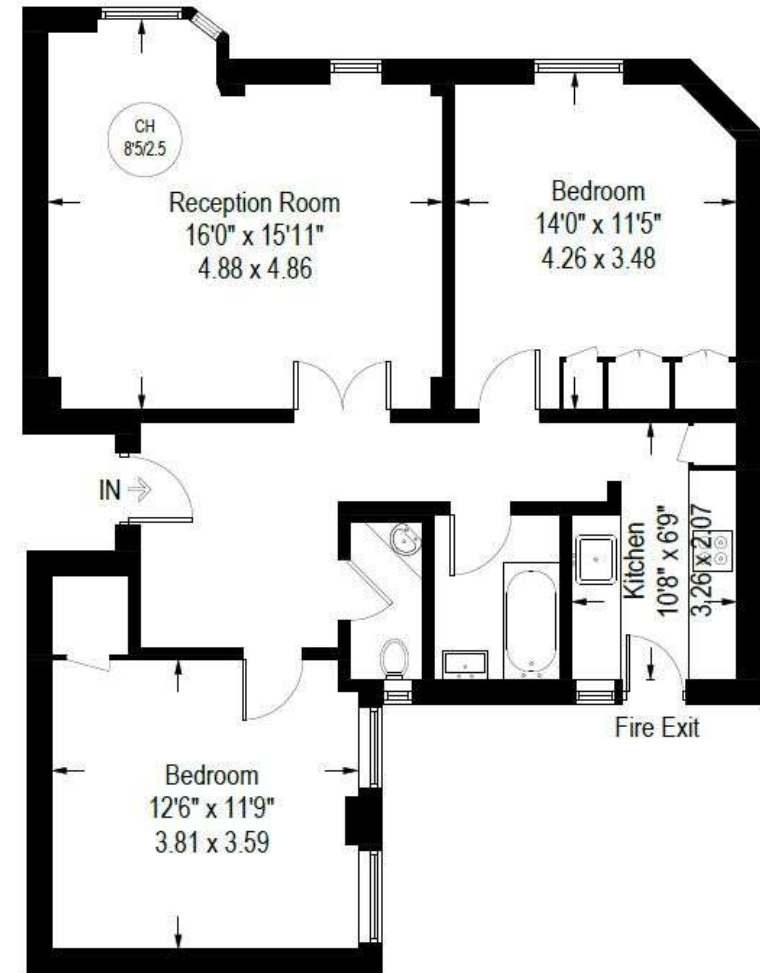 CH
8'5/2.5
Reception Room
16'0" x 15'11"
4.88 x 4.86
Bedroom
14'0" x 11'5"
4.26 x 3.48
IN
Kitchen
10'8" x 6'9"
3.26 x 2.07
Fire Exit
Bedroom
12'6" x 11'9"
3.81 x 3.59